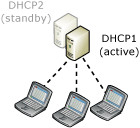 DHCP2
(standby)
DHCP1
(active)